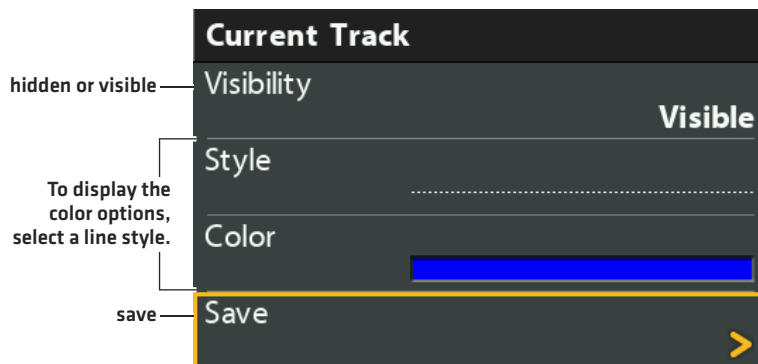 Current Track
hidden or visible
Visibility
Visible
Style
To display the
color options,
select a line style.
Color
save
Save